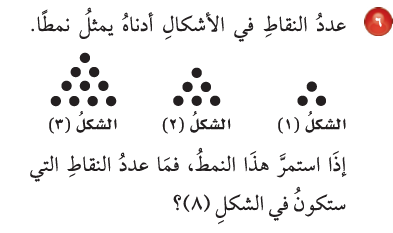 ٦ عددُ النقاطِ في الأشكالِ أدناهُ يمثلُ نمطًا.
الشكلُ (١) الشكلُ (٢) الشكلُ (٣)
إذَا استمرَّ هذَا النمطُ، فمَا عددُ النقاطِ التي
ستكونُ في الشكلِ (٨)؟